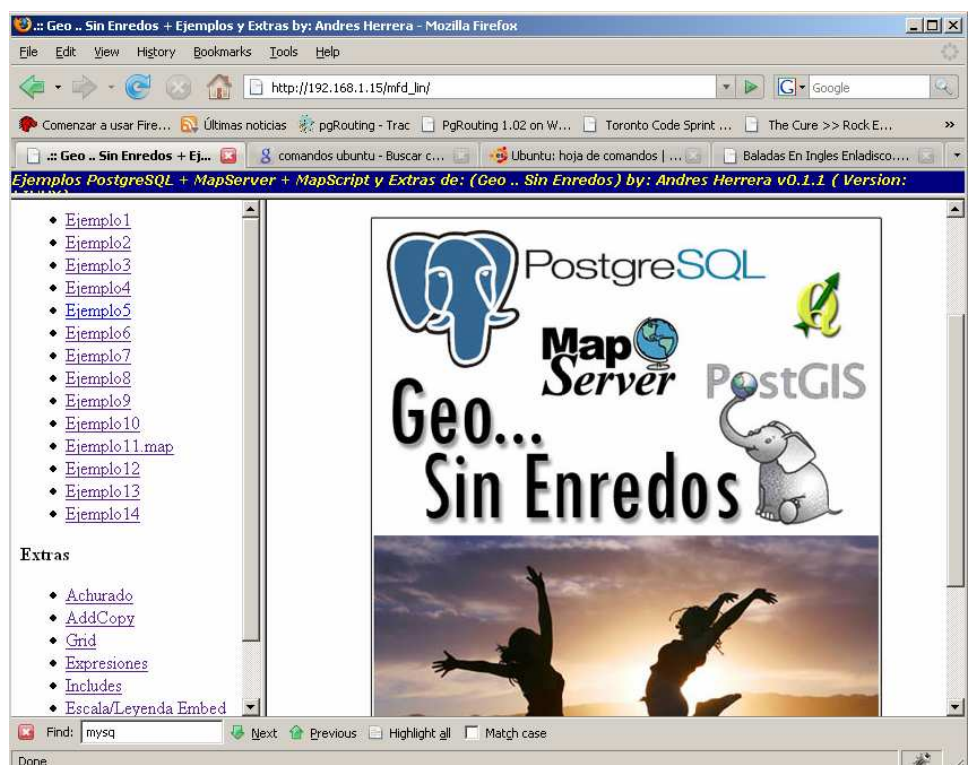 .:: Geo .. Sin Enredos + Ejemplos y Extras by: Andres Herrera - Mozilla Firefox
File Edit View History Bookmarks Tools Help
http://192.168.1.15/mfd_lin/
G Google
Comenzar a usar Fire... Últimas noticias pgRouting - Trac PgRouting 1.02 on W... Toronto Code Sprint ... The Cure >> Rock E... »
.:: Geo .. Sin Enredos + Ej... comandos ubuntu - Buscar c... Ubuntu: hoja de comandos | ... Baladas En Ingles Enladisco....
Ejemplos PostgreSQL + MapServer + MapScript y Extras de: (Geo .. Sin Enredos) by: Andres Herrera v0.1.1 ( Version:
Ejemplo1
Ejemplo2
Ejemplo3
Ejemplo4
Ejemplo5
Ejemplo6
Ejemplo7
Ejemplo8
Ejemplo9
Ejemplo10
Ejemplo11.map
Ejemplo12
Ejemplo13
Ejemplo14
Extras
Achurado
AddCopy
Grid
Expresiones
Includes
Escala/Leyenda Embed
PostgreSQL
Map
Server
PostGIS
Geo...
Sin Enredos
Find: mysq Next Previous Highlight all Match case
Done